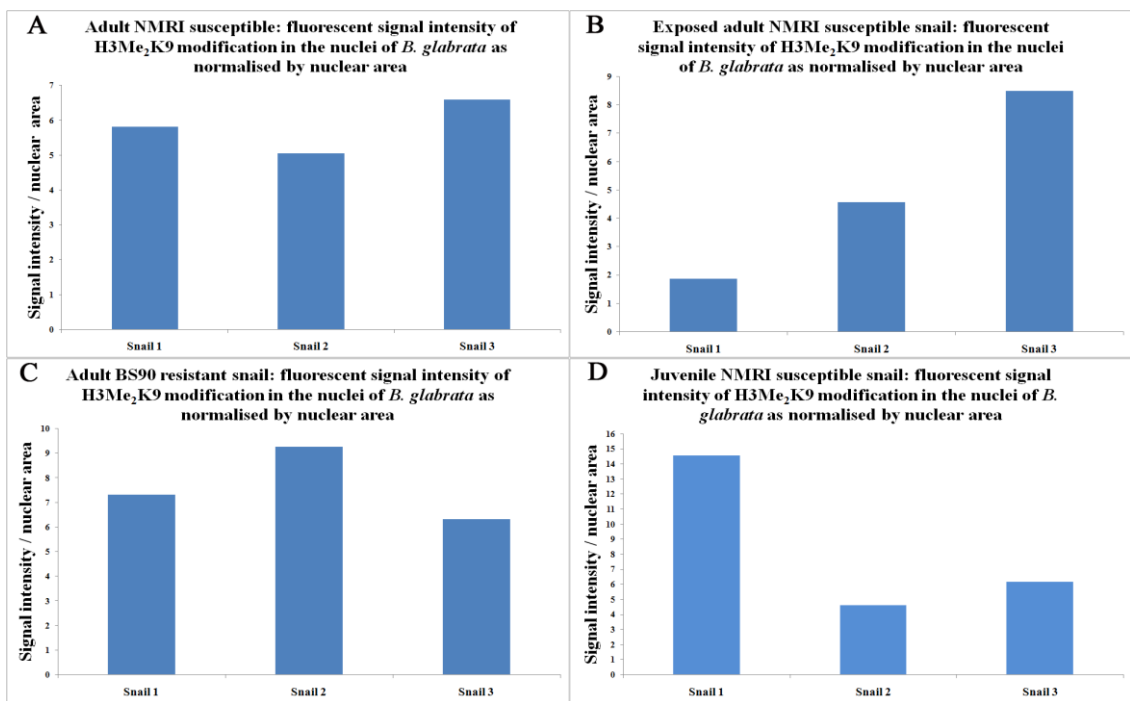 A
Adult NMRI susceptible: fluorescent signal intensity of
H3Me₂K9 modification in the nuclei of B. glabrata as
normalised by nuclear area
Signal intensity / nuclear area
7
6
5
4
3
2
1
0
Snail 1 Snail 2 Snail 3
B
Exposed adult NMRI susceptible snail: fluorescent
signal intensity of H3Me₂K9 modification in the nuclei
of B. glabrata as normalised by nuclear area
Signal intensity / nuclear area
9
8
7
6
5
4
3
2
1
0
Snail 1 Snail 2 Snail 3
C
Adult BS90 resistant snail: fluorescent signal intensity of
H3Me₂K9 modification in the nuclei of B. glabrata as
normalised by nuclear area
Signal intensity / nuclear area
10
9
8
7
6
5
4
3
2
1
0
Snail 1 Snail 2 Snail 3
D
Juvenile NMRI susceptible snail: fluorescent signal
intensity of H3Me₂K9 modification in the nuclei of B.
glabrata as normalised by nuclear area
Signal intensity / nuclear area
16
15
14
13
12
11
10
9
8
7
6
5
4
3
2
1
0
Snail 1 Snail 2 Snail 3